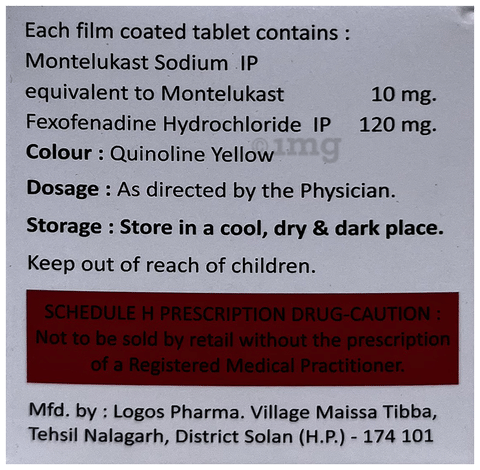 Each film coated tablet contains :
Montelukast Sodium IP
equivalent to Montelukast 10 mg.
Fexofenadine Hydrochloride IP 120 mg.
Colour : Quinoline Yellow
1mg
Dosage : As directed by the Physician.
Storage : Store in a cool, dry & dark place.
Keep out of reach of children.
SCHEDULE H PRESCRIPTION DRUG-CAUTION :
Not to be sold by retail without the prescription
of a Registered Medical Practitioner.
Mfd. by : Logos Pharma. Village Maissa Tibba,
Tehsil Nalagarh, District Solan (H.P.) - 174 101